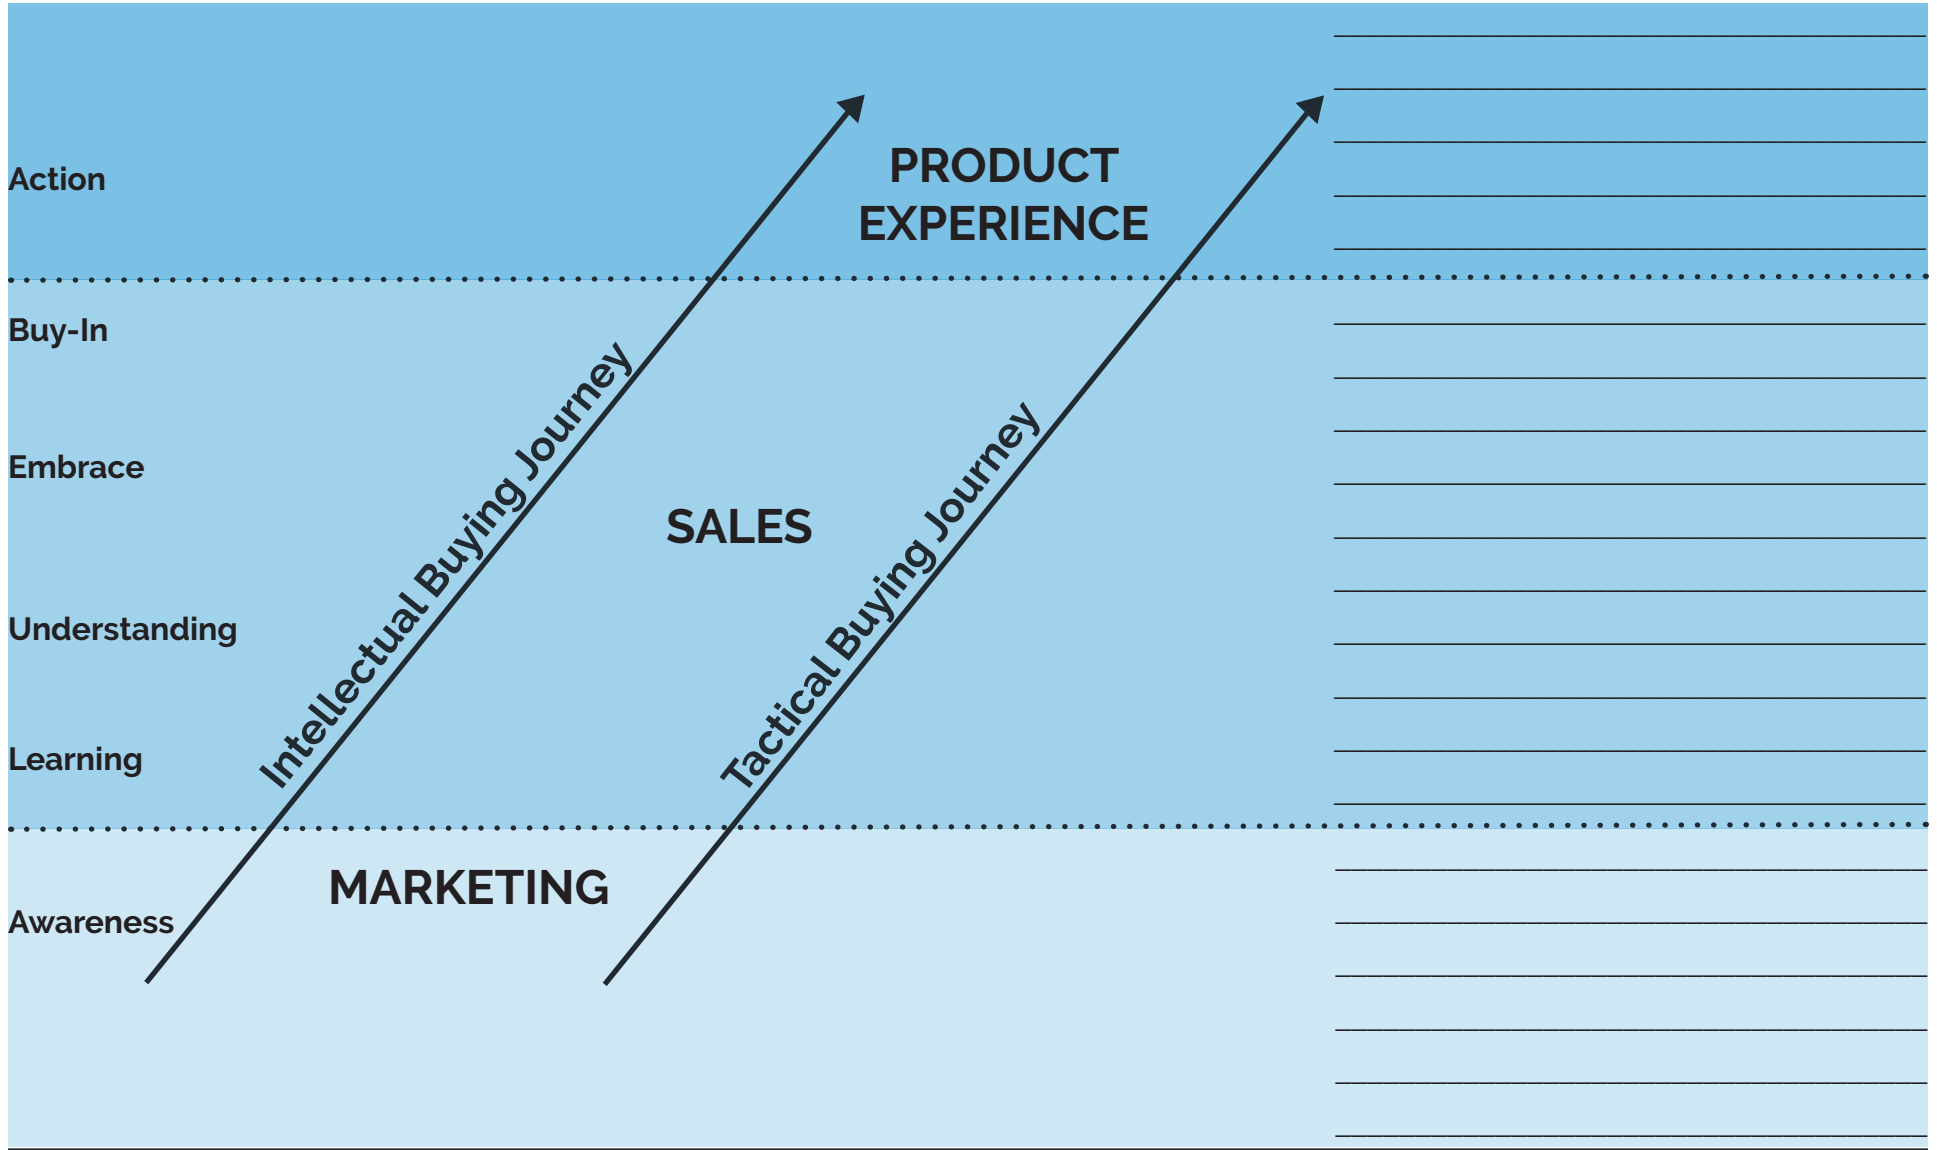 PRODUCT
EXPERIENCE
Action
Buy-In
Intellectual Buying Journey
Tactical Buying Journey
Embrace
SALES
Understanding
Learning
MARKETING
Awareness